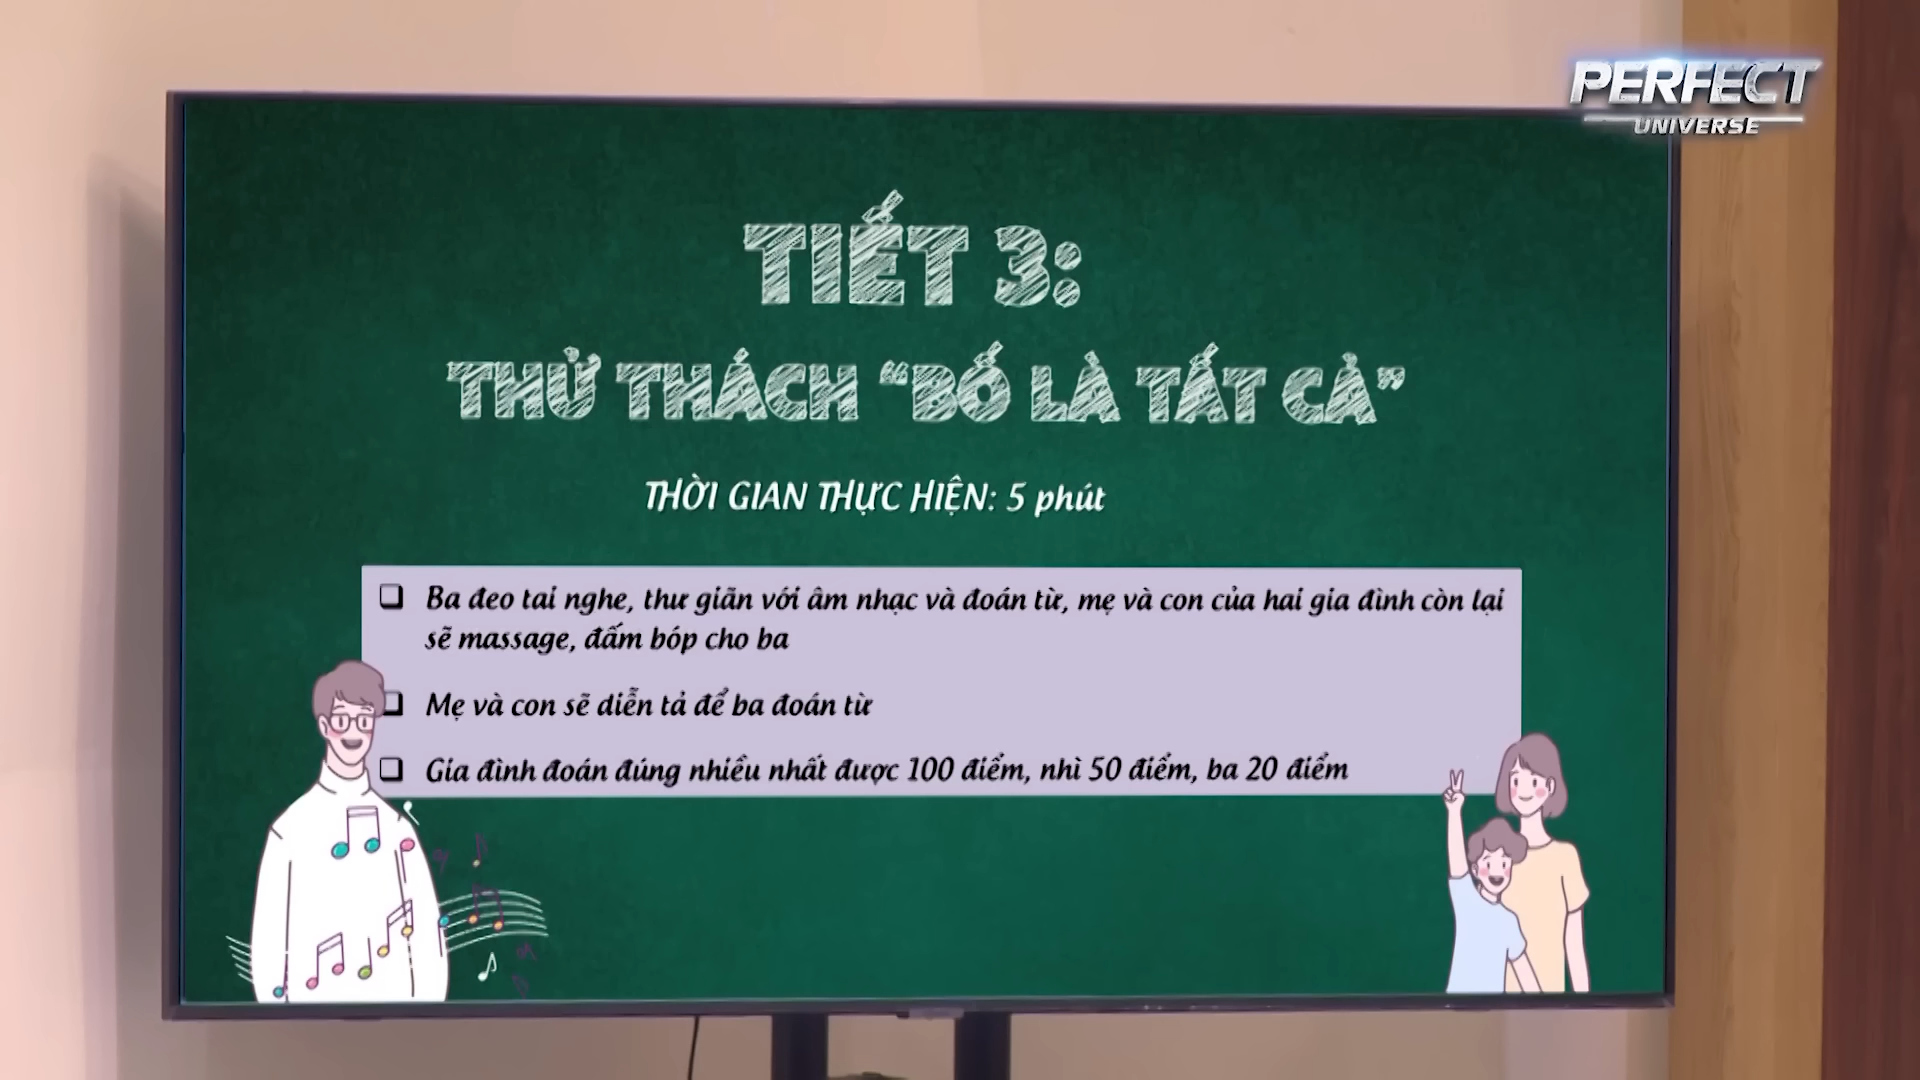 PERFECT
UNIVERSE
TIẾT 3:
THỬ THÁCH “BỐ LÀ TẤT CẢ”
THỜI GIAN THỰC HIỆN: 5 phút
Ba đeo tai nghe, thư giãn với âm nhạc và đoán từ, mẹ và con của hai gia đình còn lại
sẽ massage, đấm bóp cho ba
Mẹ và con sẽ diễn tả để ba đoán từ
Gia đình đoán đúng nhiều nhất được 100 điểm, nhì 50 điểm, ba 20 điểm